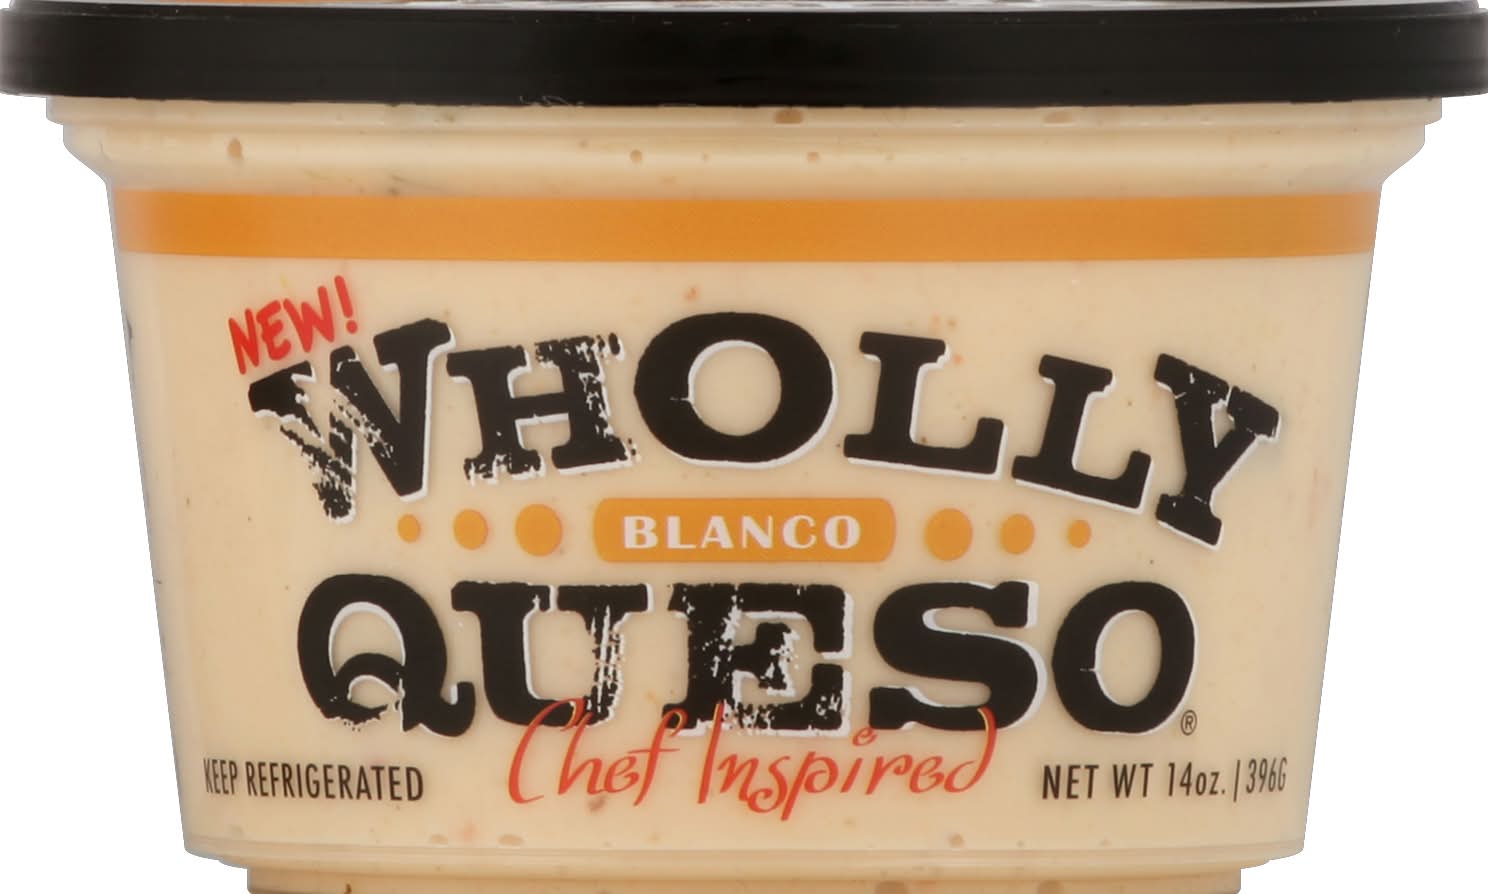 NEW!
WHOLLY
BLANCO
QUESO®
Chef Inspired
KEEP REFRIGERATED
NET WT 14oz. | 396G